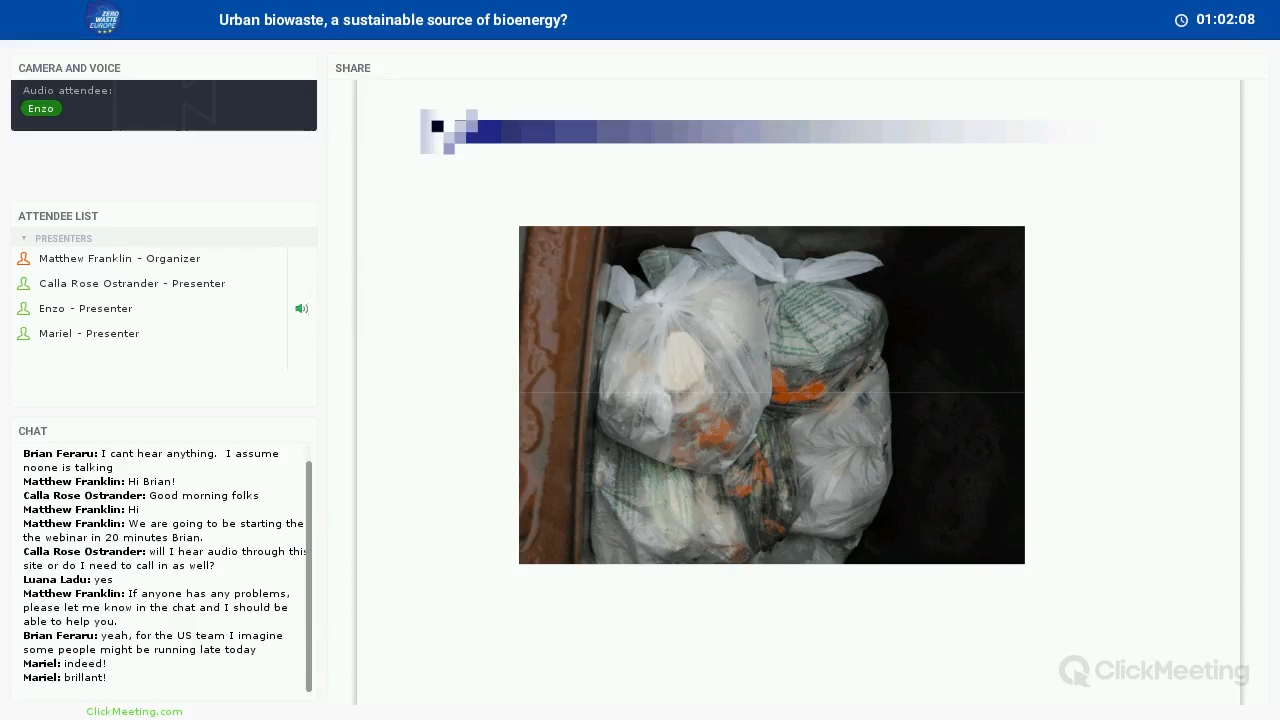 ZERO
WASTE
EUROPE
Urban biowaste, a sustainable source of bioenergy?
01:02:08
CAMERA AND VOICE
Audio attendee:
Enzo
ATTENDEE LIST
PRESENTERS
Matthew Franklin - Organizer
Calla Rose Ostrander - Presenter
Enzo - Presenter
Mariel - Presenter
CHAT
Brian Feraru: I cant hear anything. I assume
noone is talking
Matthew Franklin: Hi Brian!
Calla Rose Ostrander: Good morning folks
Matthew Franklin: Hi
Matthew Franklin: We are going to be starting the
the webinar in 20 minutes Brian.
Calla Rose Ostrander: will I hear audio through this
site or do I need to call in as well?
Luana Ladu: yes
Matthew Franklin: If anyone has any problems,
please let me know in the chat and I should be
able to help you.
Brian Feraru: yeah, for the US team I imagine
some people might be running late today
Mariel: indeed!
Mariel: brillant!
ClickMeeting.com
SHARE
ClickMeeting